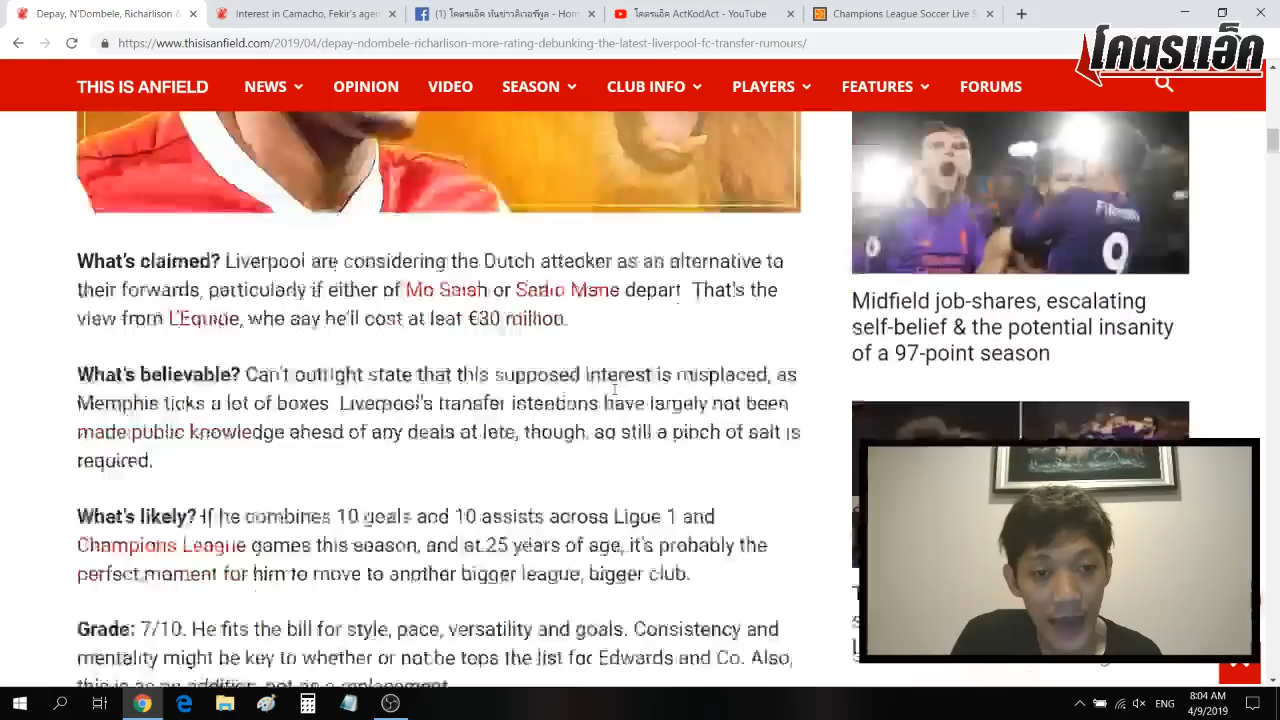 Depay, N'Dombele, Richarlison &
Interest in Camacho, Fekir's agen
(1) โคตรแอ็ค ทันข่าวลิเวอร์พูล - Hom
โคตรแอ็ค ActKodAct - YouTube
Champions League Soccer Live S
https://www.thisisanfield.com/2019/04/depay-ndombele-richarlison-more-rating-debunking-the-latest-liverpool-fc-transfer-rumours/
โคตรแอ็ค
THIS IS ANFIELD
NEWS
OPINION
VIDEO
SEASON
CLUB INFO
PLAYERS
FEATURES
FORUMS
What's claimed? Liverpool are considering the Dutch attacker as an alternative to
their forwards, particularly if either of Mo Salah or Sadio Mane depart. That's the
view from L'Equipe, who say he'll cost at least €30 million.
What's believable? Can't outright state that this supposed interest is misplaced, as
Memphis ticks a lot of boxes. Liverpool's transfer intentions have largely not been
made public knowledge ahead of any deals of late, though, so still a pinch of salt is
required.
What's likely? If he combines 10 goals and 10 assists across Ligue 1 and
Champions League games this season, and at 25 years of age, it's probably the
perfect moment for him to move to another bigger league, bigger club.
Grade: 7/10. He fits the bill for style, pace, versatility and goals. Consistency and
mentality might be key to whether or not he tops the list for Edwards and Co. Also,
this is as an addition, not as a replacement.
9
Midfield job-shares, escalating
self-belief & the potential insanity
of a 97-point season
ENG
8:04 AM
4/9/2019